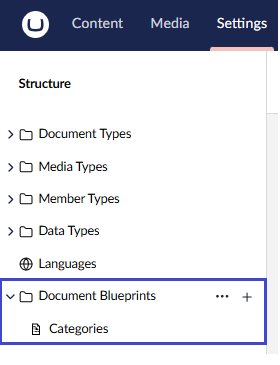 Content Media Settings
Structure
Document Types
Media Types
Member Types
Data Types
Languages
Document Blueprints
Categories